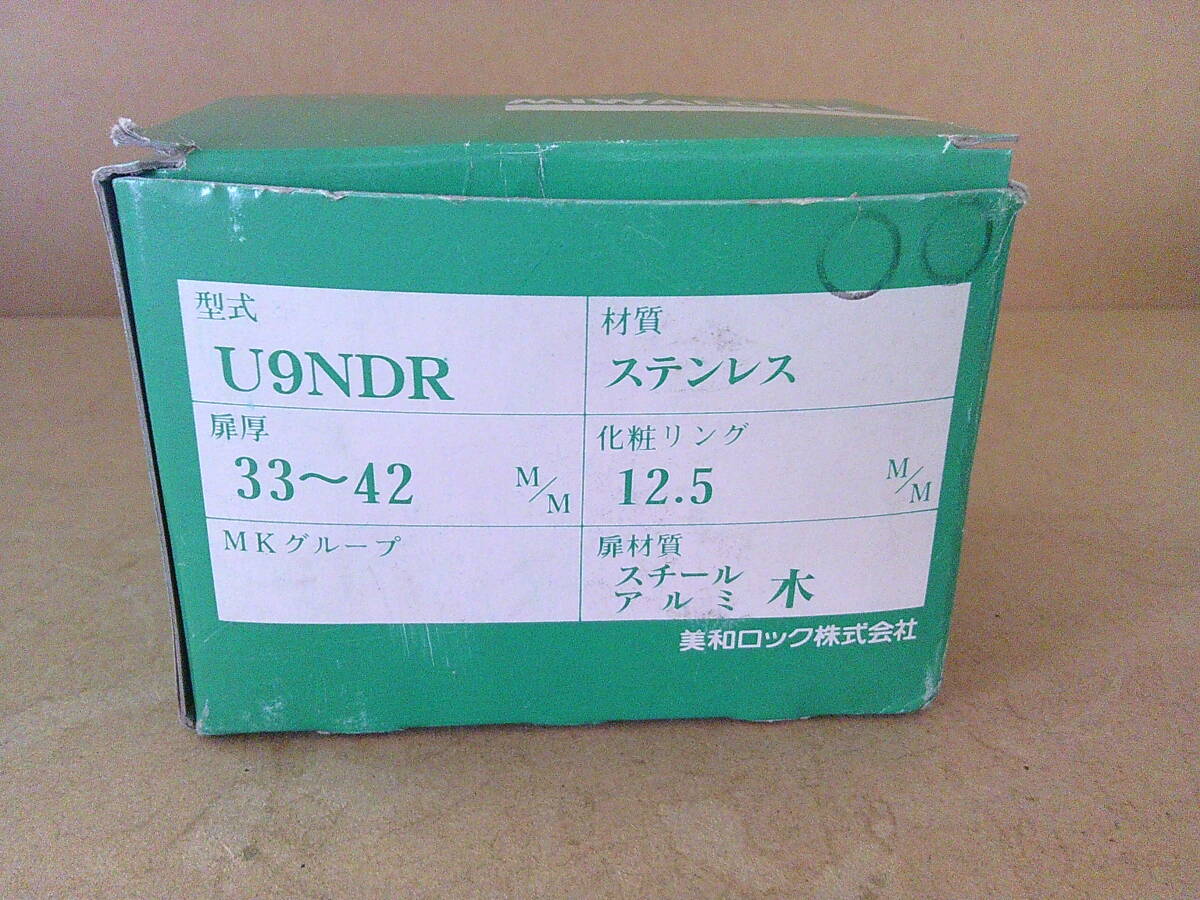 MIWA LOCK
型式
U9NDR
材質
ステンレス
扉厚
33～42 M/M
化粧リング
12.5 M/M
MKグループ
扉材質
スチール
アルミ 木
美和ロック株式会社